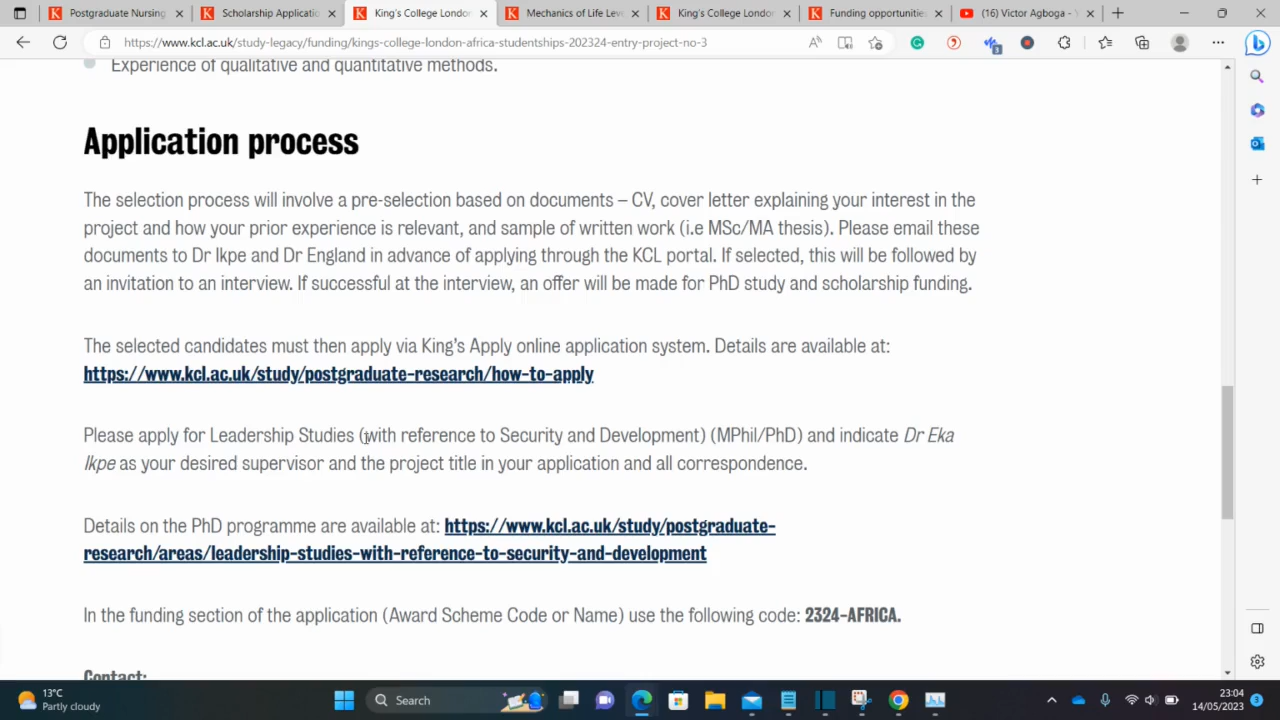 Postgraduate Nursing
Scholarship Applicatio
King's College London
Mechanics of Life Leve
King's College London
Funding opportunities
(16) Victor Agboga -
https://www.kcl.ac.uk/study-legacy/funding/kings-college-london-africa-studentships-202324-entry-project-no-3
Experience of qualitative and quantitative methods.
Application process
The selection process will involve a pre-selection based on documents – CV, cover letter explaining your interest in the
project and how your prior experience is relevant, and sample of written work (i.e MSc/MA thesis). Please email these
documents to Dr Ikpe and Dr England in advance of applying through the KCL portal. If selected, this will be followed by
an invitation to an interview. If successful at the interview, an offer will be made for PhD study and scholarship funding.
The selected candidates must then apply via King's Apply online application system. Details are available at:
https://www.kcl.ac.uk/study/postgraduate-research/how-to-apply
Please apply for Leadership Studies (with reference to Security and Development) (MPhil/PhD) and indicate Dr Eka
Ikpe as your desired supervisor and the project title in your application and all correspondence.
Details on the PhD programme are available at: https://www.kcl.ac.uk/study/postgraduate-
research/areas/leadership-studies-with-reference-to-security-and-development
In the funding section of the application (Award Scheme Code or Name) use the following code: 2324-AFRICA.
Contact:
13°C
Partly cloudy
Search
23:04
14/05/2023